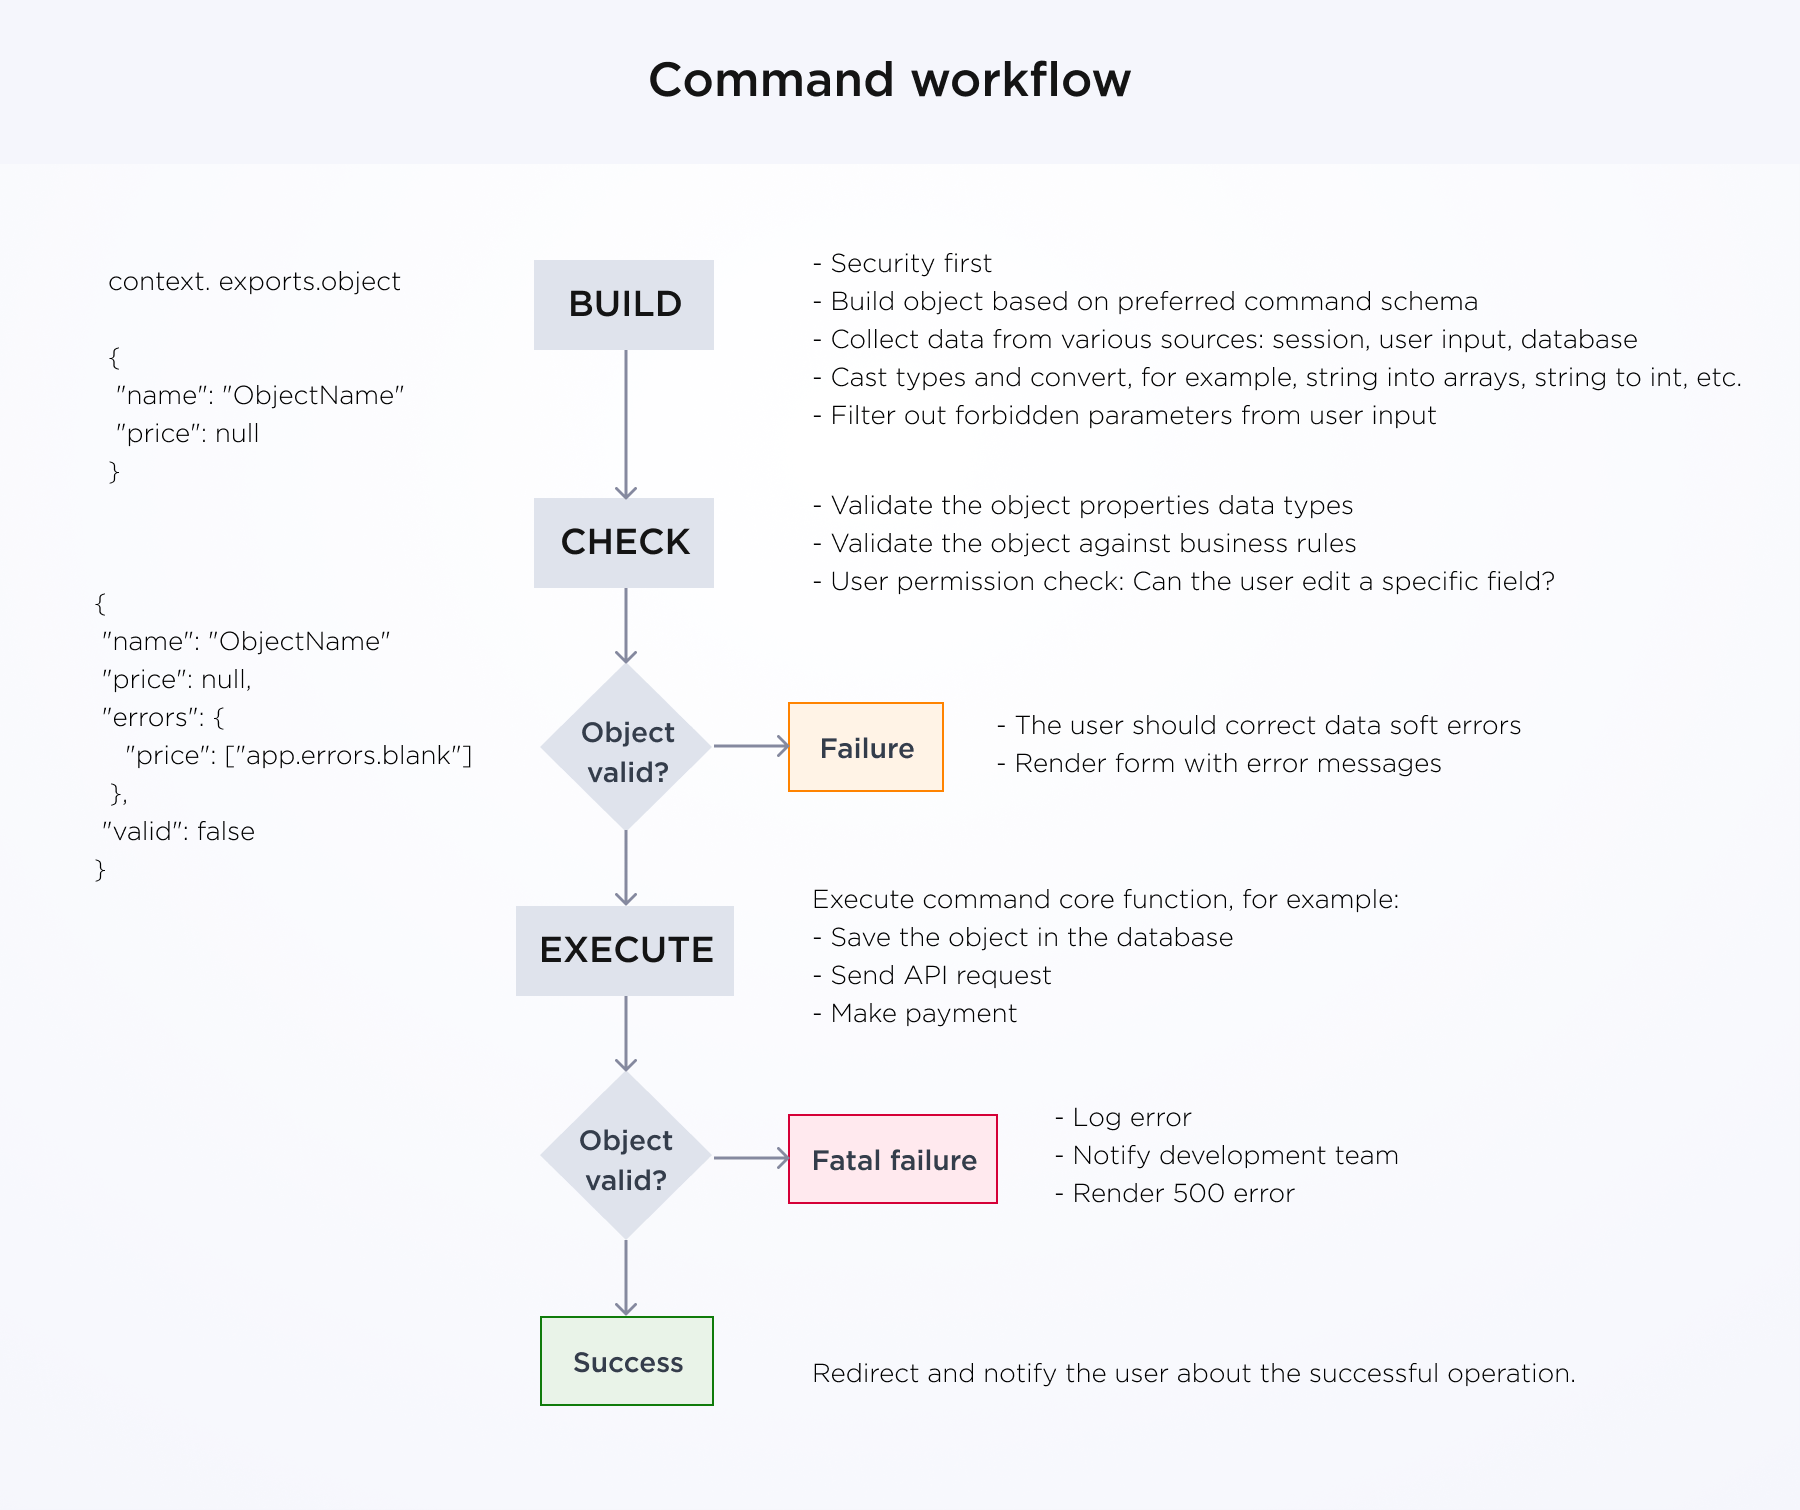 Command workflow
context. exports.object
{
"name": "ObjectName"
"price": null
}
BUILD
- Security first
- Build object based on preferred command schema
- Collect data from various sources: session, user input, database
- Cast types and convert, for example, string into arrays, string to int, etc.
- Filter out forbidden parameters from user input
CHECK
- Validate the object properties data types
- Validate the object against business rules
- User permission check: Can the user edit a specific field?
{
"name": "ObjectName"
"price": null,
"errors": {
"price": ["app.errors.blank"]
},
"valid": false
}
Object
valid?
Failure
- The user should correct data soft errors
- Render form with error messages
EXECUTE
Execute command core function, for example:
- Save the object in the database
- Send API request
- Make payment
Object
valid?
Fatal failure
- Log error
- Notify development team
- Render 500 error
Success
Redirect and notify the user about the successful operation.